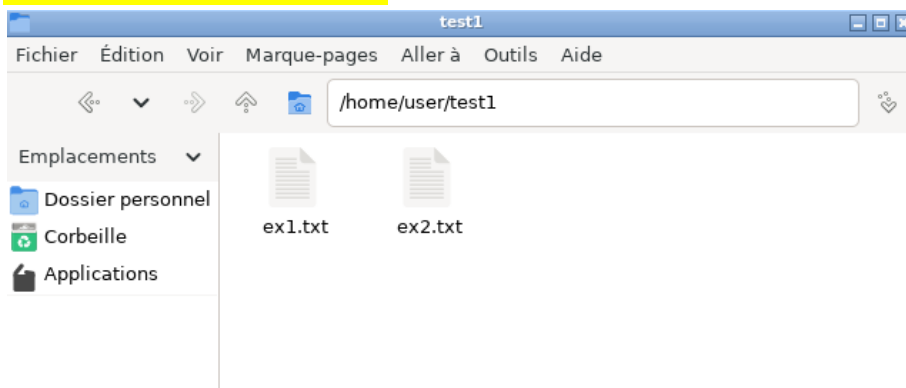 test1
Fichier Édition Voir Marque-pages Aller à Outils Aide
/home/user/test1
Emplacements
Dossier personnel
Corbeille
Applications
ex1.txt ex2.txt